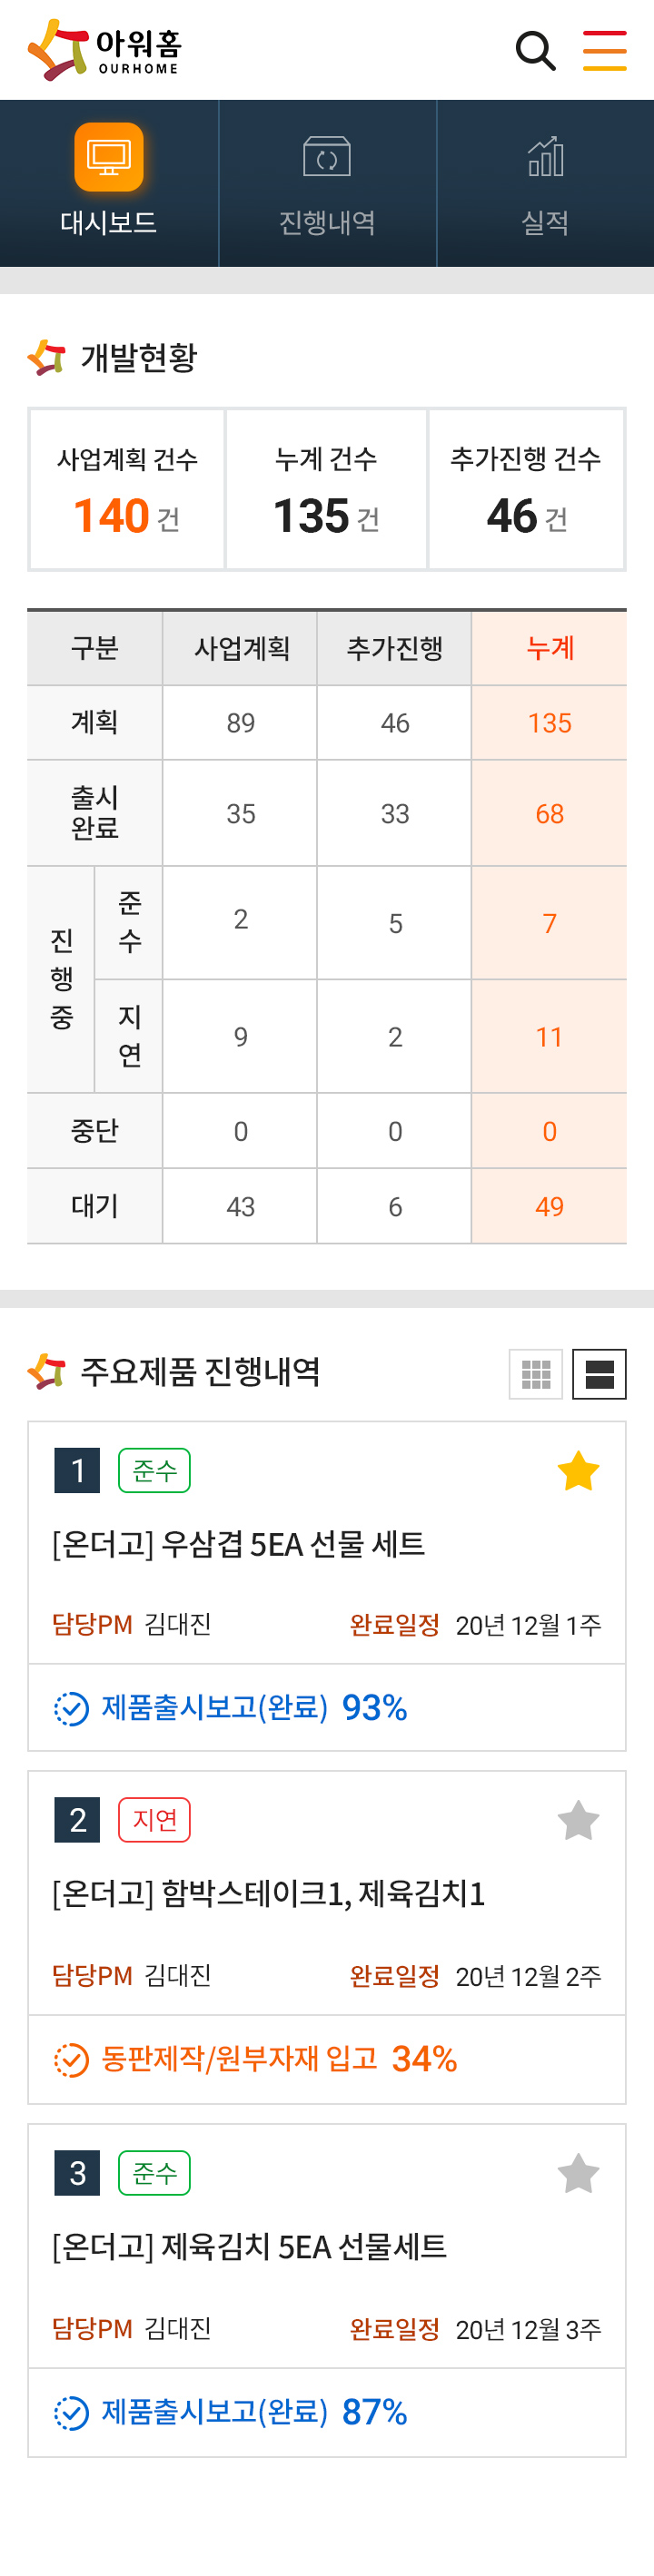 아워홈
OURHOME
대시보드
진행내역
실적
개발현황
사업계획 건수
누계 건수
추가진행 건수
140 건
135 건
46 건
구분 사업계획 추가진행 누계
계획 89 46 135
출시
완료
35 33 68
진행중
준수
2 5 7
지연
9 2 11
중단 0 0 0
대기 43 6 49
주요제품 진행내역
1 준수
[온더고] 우삼겹 5EA 선물 세트
담당PM 김대진 완료일정 20년 12월 1주
제품출시보고(완료) 93%
2 지연
[온더고] 함박스테이크1, 제육김치1
담당PM 김대진 완료일정 20년 12월 2주
동판제작/원부자재 입고 34%
3 준수
[온더고] 제육김치 5EA 선물세트
담당PM 김대진 완료일정 20년 12월 3주
제품출시보고(완료) 87%